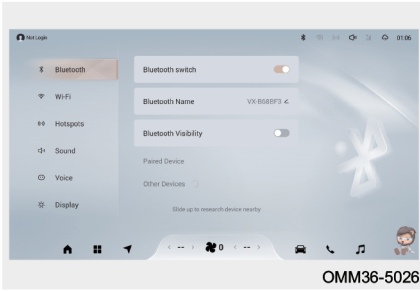 Not Login
01:05
Bluetooth
Bluetooth switch
Wi-Fi
Bluetooth Name VX-B68BF3
Hotspots
Bluetooth Visibility
Sound
Paired Device
Voice
Other Devices
Display
Slide up to research device nearby
< -- > 0 < -- >
OMM36-5026